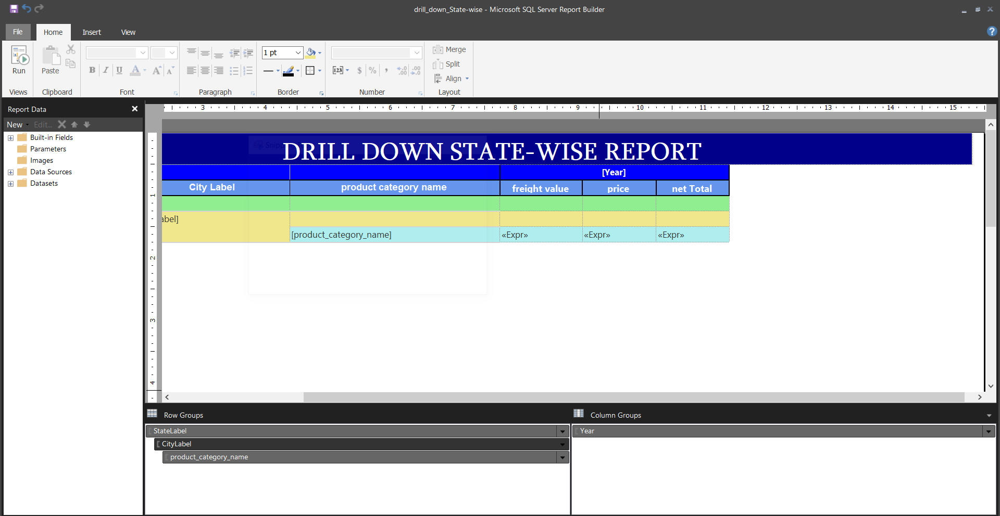 drill_down_State-wise - Microsoft SQL Server Report Builder
File Home Insert View
Run
Paste
1 pt
Merge
Split
Align
Views Clipboard Font Paragraph Border Number Layout
Report Data
New Edit...
Built-in Fields
Parameters
Images
Data Sources
Datasets
3 4 5 6 7 8 9 10 11 12 13 14 15
DRILL DOWN STATE-WISE REPORT
[Year]
City Label product category name freight value price net Total
abel]
[product_category_name] «Expr» «Expr» «Expr»
1
2
3
4
Row Groups
StateLabel
CityLabel
product_category_name
Column Groups
Year